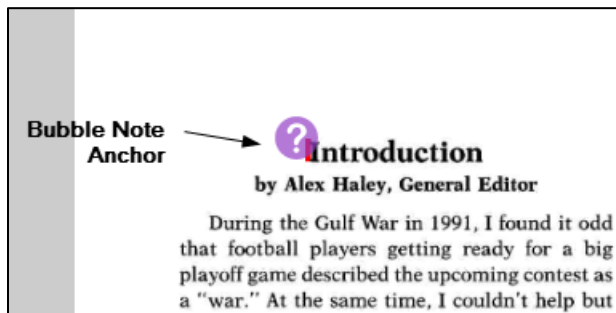 Bubble Note
Anchor
?
Introduction
by Alex Haley, General Editor
During the Gulf War in 1991, I found it odd
that football players getting ready for a big
playoff game described the upcoming contest as
a “war.” At the same time, I couldn’t help but